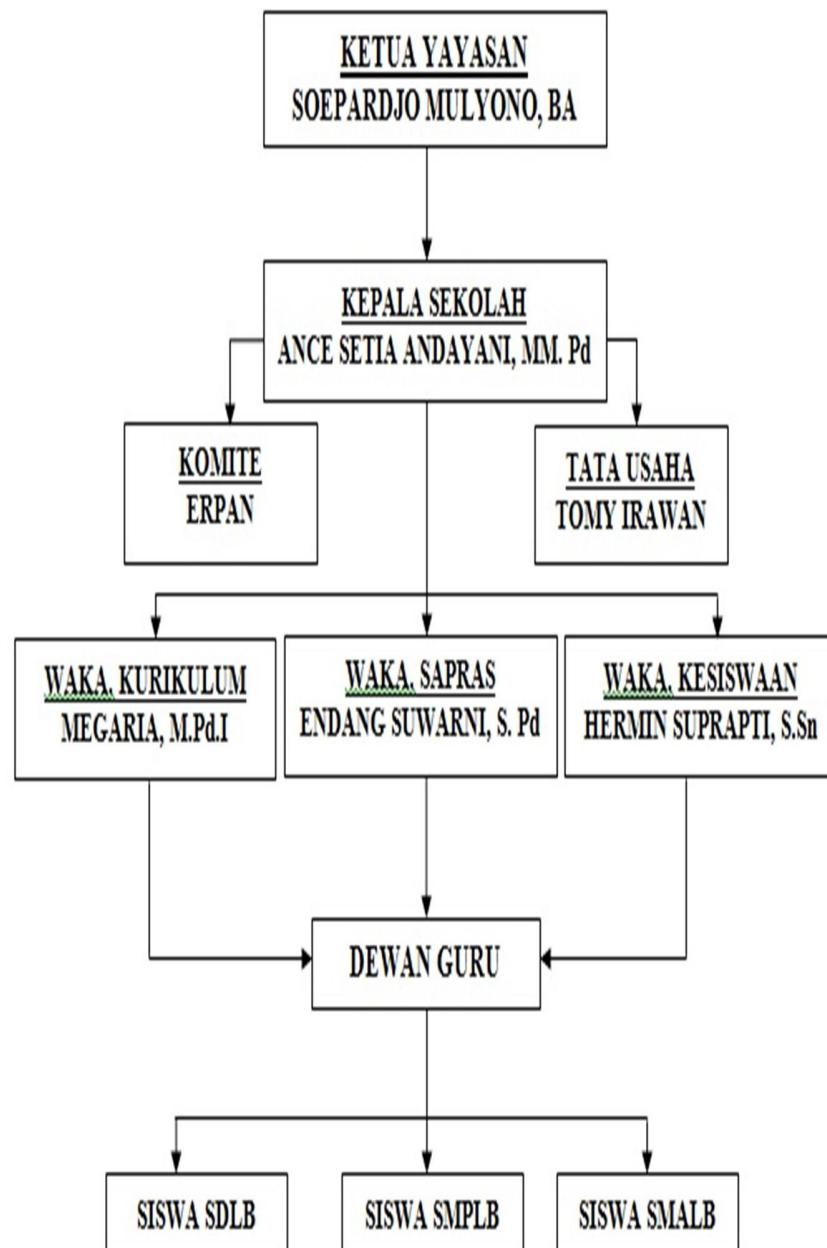 KETUA YAYASAN
SOEPARDJO MULYONO, BA
KEPALA SEKOLAH
ANCE SETIA ANDAYANI, MM. Pd
KOMITE
ERPAN
TATA USAHA
TOMY IRAWAN
WAKA. KURIKULUM
MEGARIA, M.Pd.I
WAKA. SAPRAS
ENDANG SUWARNI, S. Pd
WAKA. KESISWAAN
HERMIN SUPRAPTI, S.Sn
DEWAN GURU
SISWA SDLB
SISWA SMPLB
SISWA SMALB